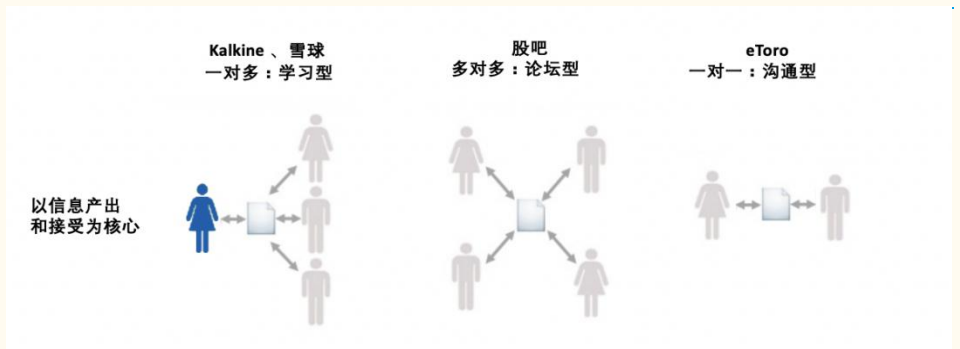 Kalkine 、雪球
一对多：学习型
股吧
多对多：论坛型
eToro
一对一：沟通型
以信息产出
和接受为核心